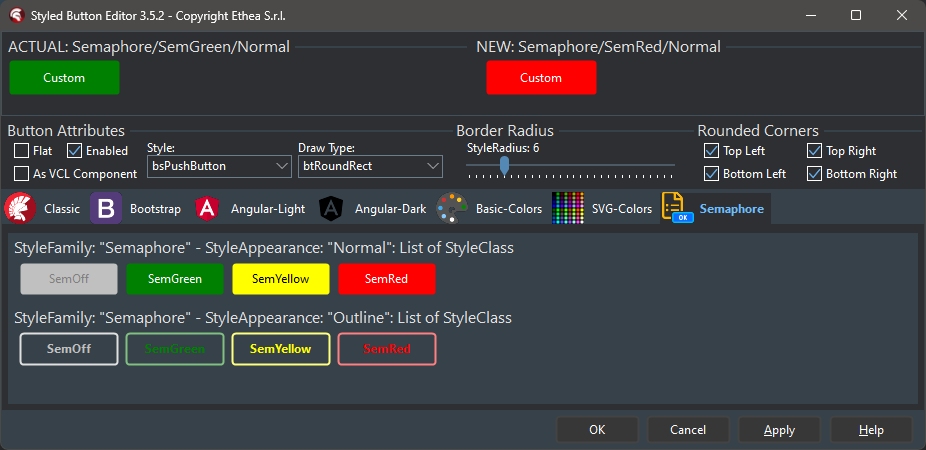 Styled Button Editor 3.5.2 - Copyright Ethea S.r.l.
ACTUAL: Semaphore/SemGreen/Normal
NEW: Semaphore/SemRed/Normal
Custom
Custom
Button Attributes
Border Radius
Rounded Corners
Flat
Enabled
Style:
Draw Type:
StyleRadius: 6
Top Left
Top Right
As VCL Component
bsPushButton
btRoundRect
Bottom Left
Bottom Right
Classic
B
Bootstrap
A
Angular-Light
A
Angular-Dark
Basic-Colors
SVG-Colors
OK
Semaphore
StyleFamily: "Semaphore" - StyleAppearance: "Normal": List of StyleClass
SemOff
SemGreen
SemYellow
SemRed
StyleFamily: "Semaphore" - StyleAppearance: "Outline": List of StyleClass
SemOff
SemGreen
SemYellow
SemRed
OK
Cancel
Apply
Help